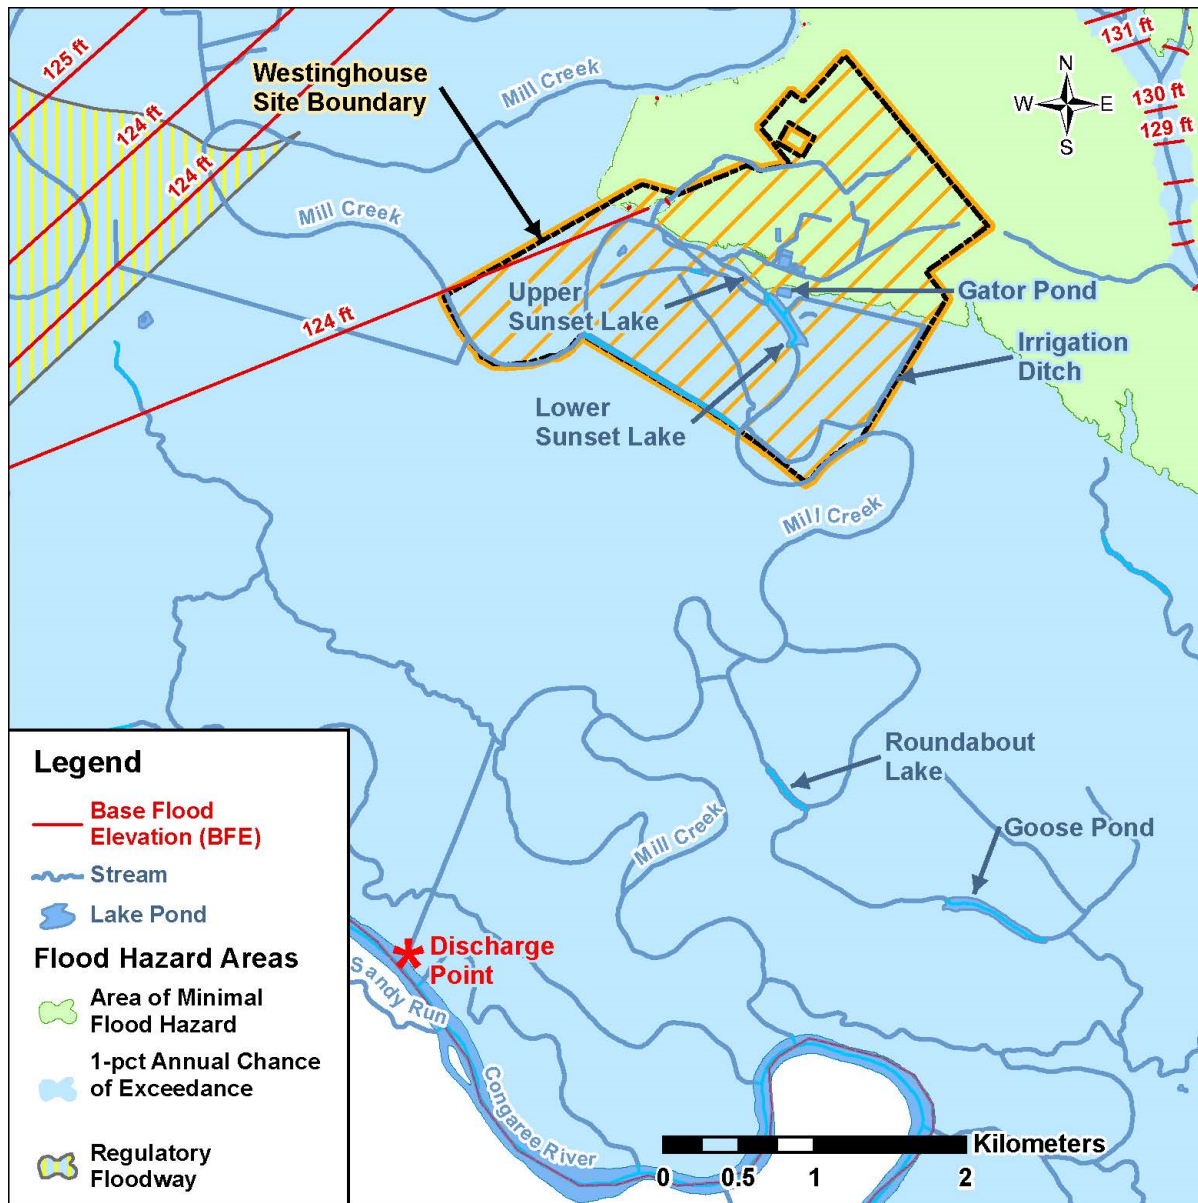 125 ft
124 ft
124 ft
Westinghouse
Site Boundary
Mill Creek
131 ft
130 ft
129 ft
N
W
E
S
Mill Creek
124 ft
Upper
Sunset Lake
Gator Pond
Irrigation
Ditch
Lower
Sunset Lake
Mill Creek
Roundabout
Lake
Goose Pond
Mill Creek
Discharge
Point
Sandy Run
Congaree River
Legend
Base Flood
Elevation (BFE)
Stream
Lake Pond
Flood Hazard Areas
Area of Minimal
Flood Hazard
1-pct Annual Chance
of Exceedance
Regulatory
Floodway
Kilometers
0 0.5 1 2